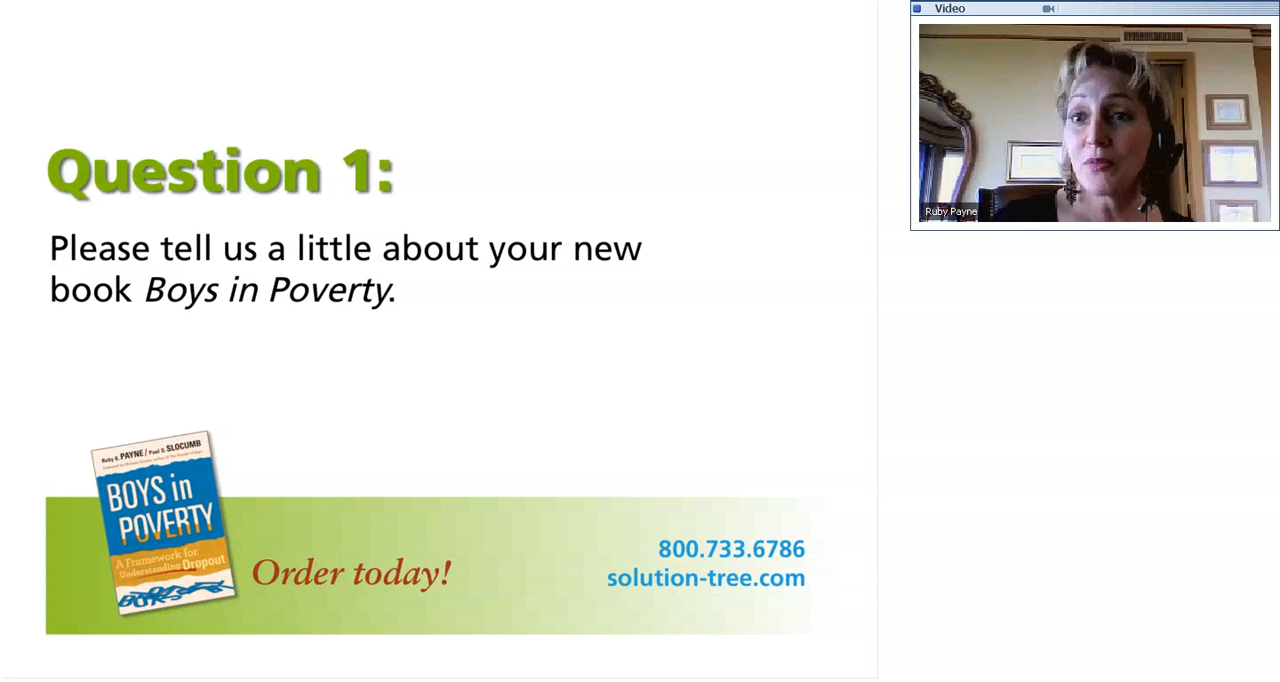 Question 1:
Please tell us a little about your new
book Boys in Poverty.
Ruby K. PAYNE / Paul D. SLOCUMB
BOYS in
POVERTY
A Framework for
Understanding Dropout
Order today!
800.733.6786
solution-tree.com
Video
Ruby Payne